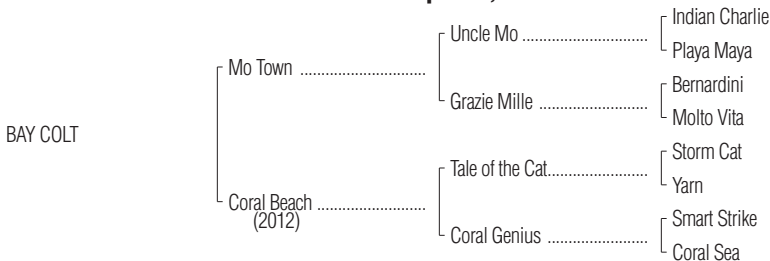 Indian Charlie
Uncle Mo ........................................
Playa Maya
Mo Town ........................................
Bernardini
Grazie Mille ...................................
Molto Vita
BAY COLT
Storm Cat
Tale of the Cat................................
Yarn
Coral Beach ...................................
(2012)
Smart Strike
Coral Genius ................................
Coral Sea